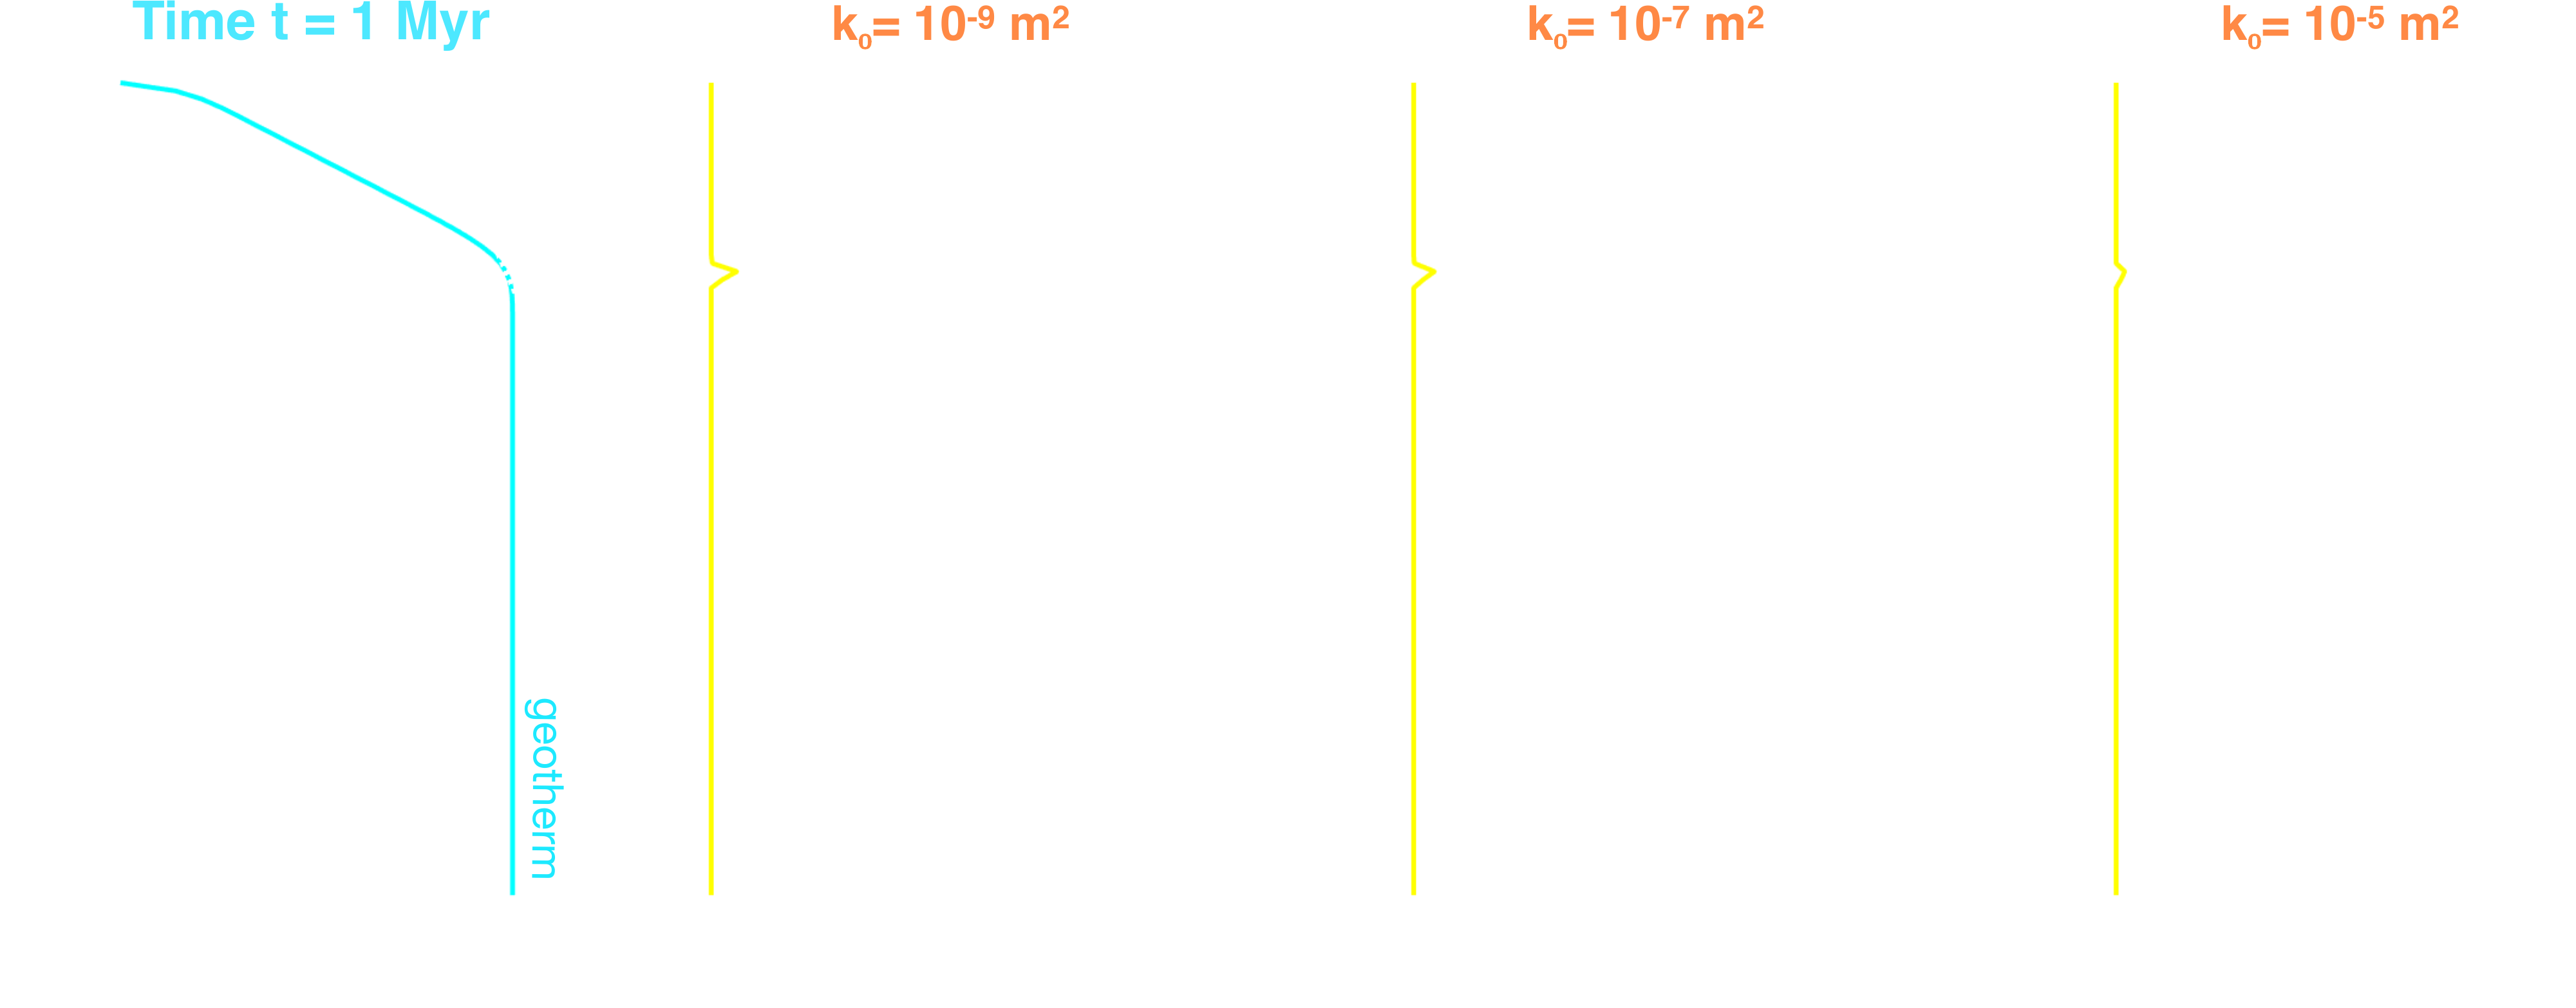 Time t = 1 Myr
k₀= 10⁻⁹ m²
k₀= 10⁻⁷ m²
k₀= 10⁻⁵ m²
geotherm